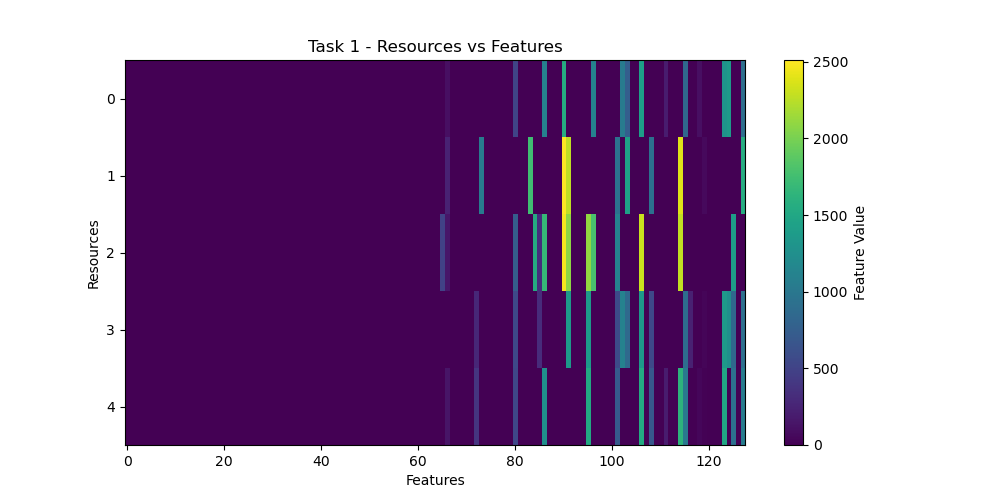 Task 1 - Resources vs Features
Resources
0
1
2
3
4
0 20 40 60 80 100 120
Features
2500
2000
1500
1000
500
0
Feature Value